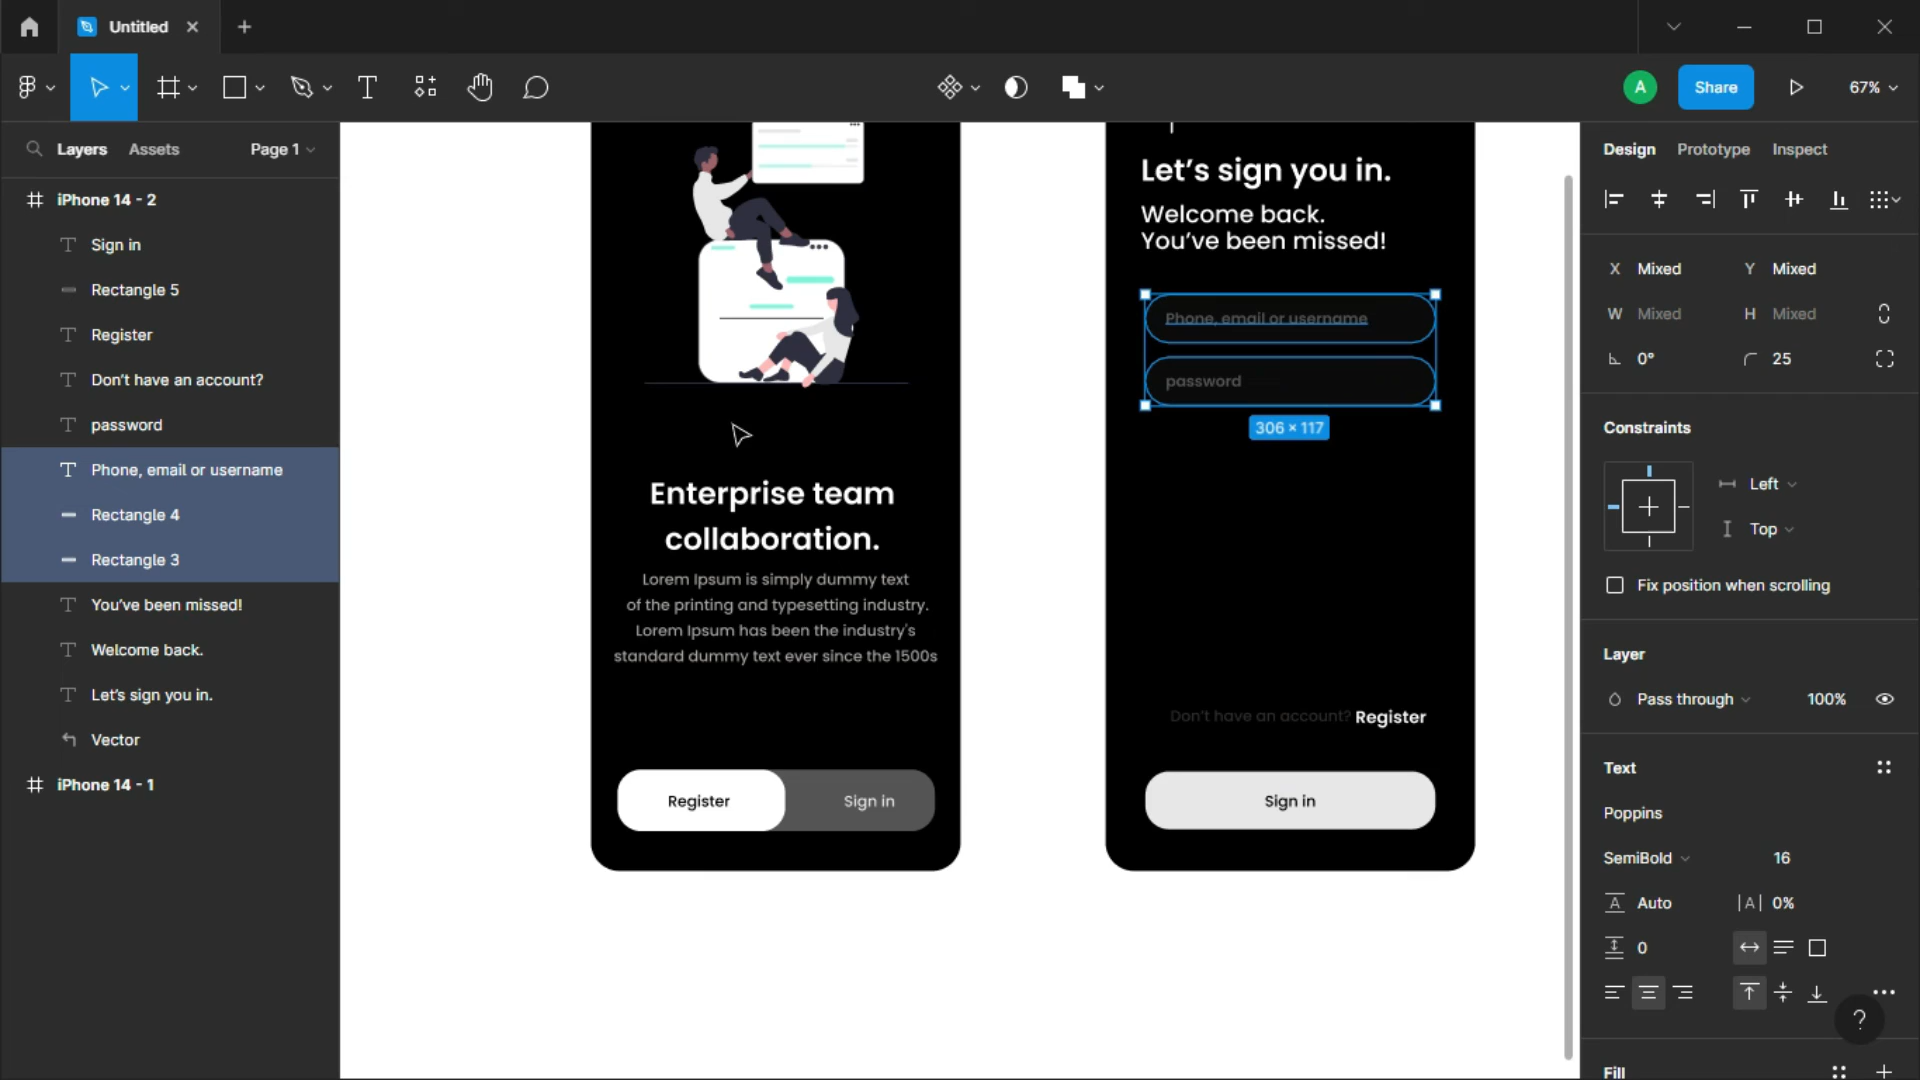 Untitled
A
Share
67%
Layers
Assets
Page 1
iPhone 14 - 2
Sign in
Rectangle 5
Register
Don't have an account?
password
Phone, email or username
Rectangle 4
Rectangle 3
You've been missed!
Welcome back.
Let's sign you in.
Vector
iPhone 14 - 1
Enterprise team
collaboration.
Lorem Ipsum is simply dummy text
of the printing and typesetting industry.
Lorem Ipsum has been the industry's
standard dummy text ever since the 1500s
Register
Sign in
Let's sign you in.
Welcome back.
You've been missed!
Phone, email or username
password
306 × 117
Don't have an account? Register
Sign in
Design
Prototype
Inspect
X Mixed Y Mixed
W Mixed H Mixed
0° 25
Constraints
Left
Top
Fix position when scrolling
Layer
Pass through 100%
Text
Poppins
SemiBold 16
A Auto |A| 0%
0
?
Fill